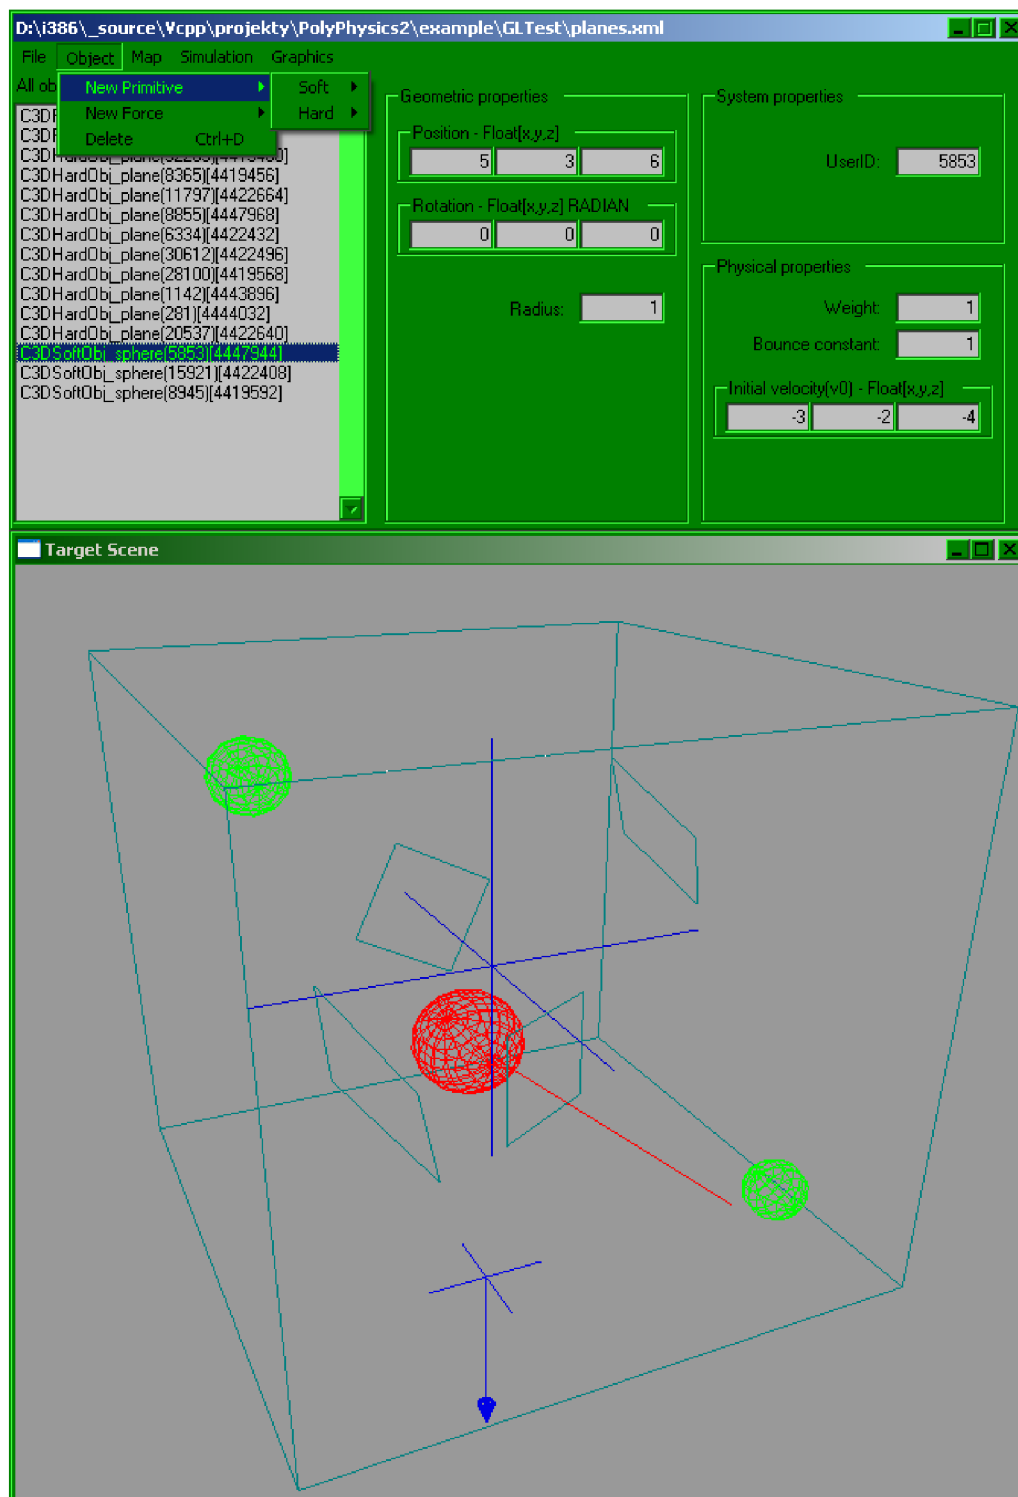 D:\i386\_source\Vcpp\projekty\PolyPhysics2\example\GLTest\planes.xml
File Object Map Simulation Graphics
All ob
New Primitive
New Force
Delete Ctrl+D
Soft
Hard
C3DF
C3DF
C3DHardObj_plane(8365)[4419456]
C3DHardObj_plane(11797)[4422664]
C3DHardObj_plane(8855)[4447968]
C3DHardObj_plane(6334)[4422432]
C3DHardObj_plane(30612)[4422496]
C3DHardObj_plane(28100)[4419568]
C3DHardObj_plane(1142)[4443896]
C3DHardObj_plane(281)[4444032]
C3DHardObj_plane(20537)[4422640]
C3DSoftObj_sphere(5853)[4447944]
C3DSoftObj_sphere(15921)[4422408]
C3DSoftObj_sphere(8945)[4419592]
Geometric properties
Position - Float[x,y,z]
5 3 6
Rotation - Float[x,y,z] RADIAN
0 0 0
Radius: 1
System properties
UserID: 5853
Physical properties
Weight: 1
Bounce constant: 1
Initial velocity(v0) - Float[x,y,z]
-3 -2 -4
Target Scene